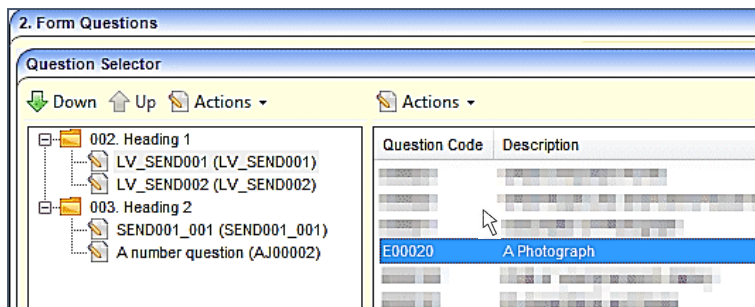 2. Form Questions
Question Selector
Down Up Actions
Actions
002. Heading 1
LV_SEND001 (LV_SEND001)
LV_SEND002 (LV_SEND002)
003. Heading 2
SEND001_001 (SEND001_001)
A number question (AJ00002)
Question Code Description
E00020 A Photograph